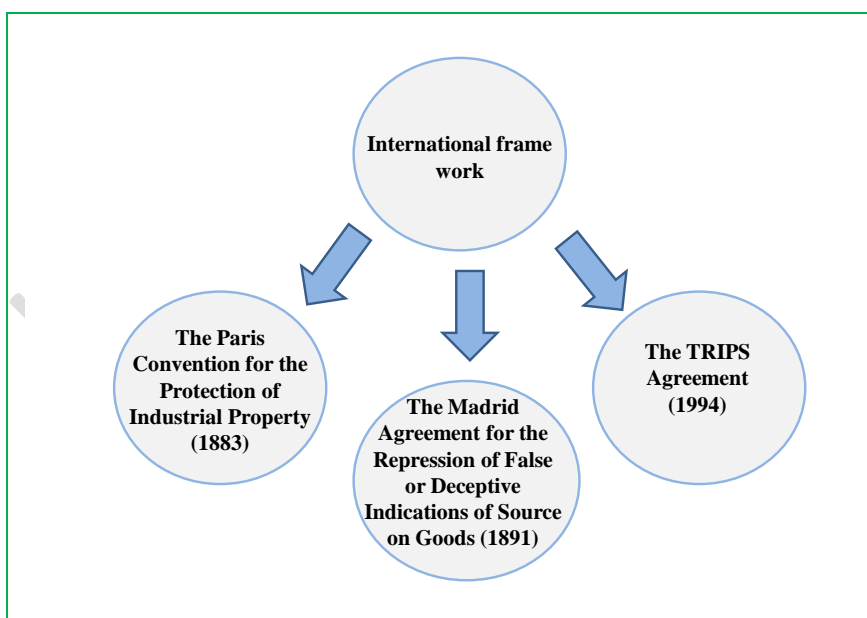 International frame
work
The Paris
Convention for the
Protection of
Industrial Property
(1883)
The Madrid
Agreement for the
Repression of False
or Deceptive
Indications of Source
on Goods (1891)
The TRIPS
Agreement
(1994)